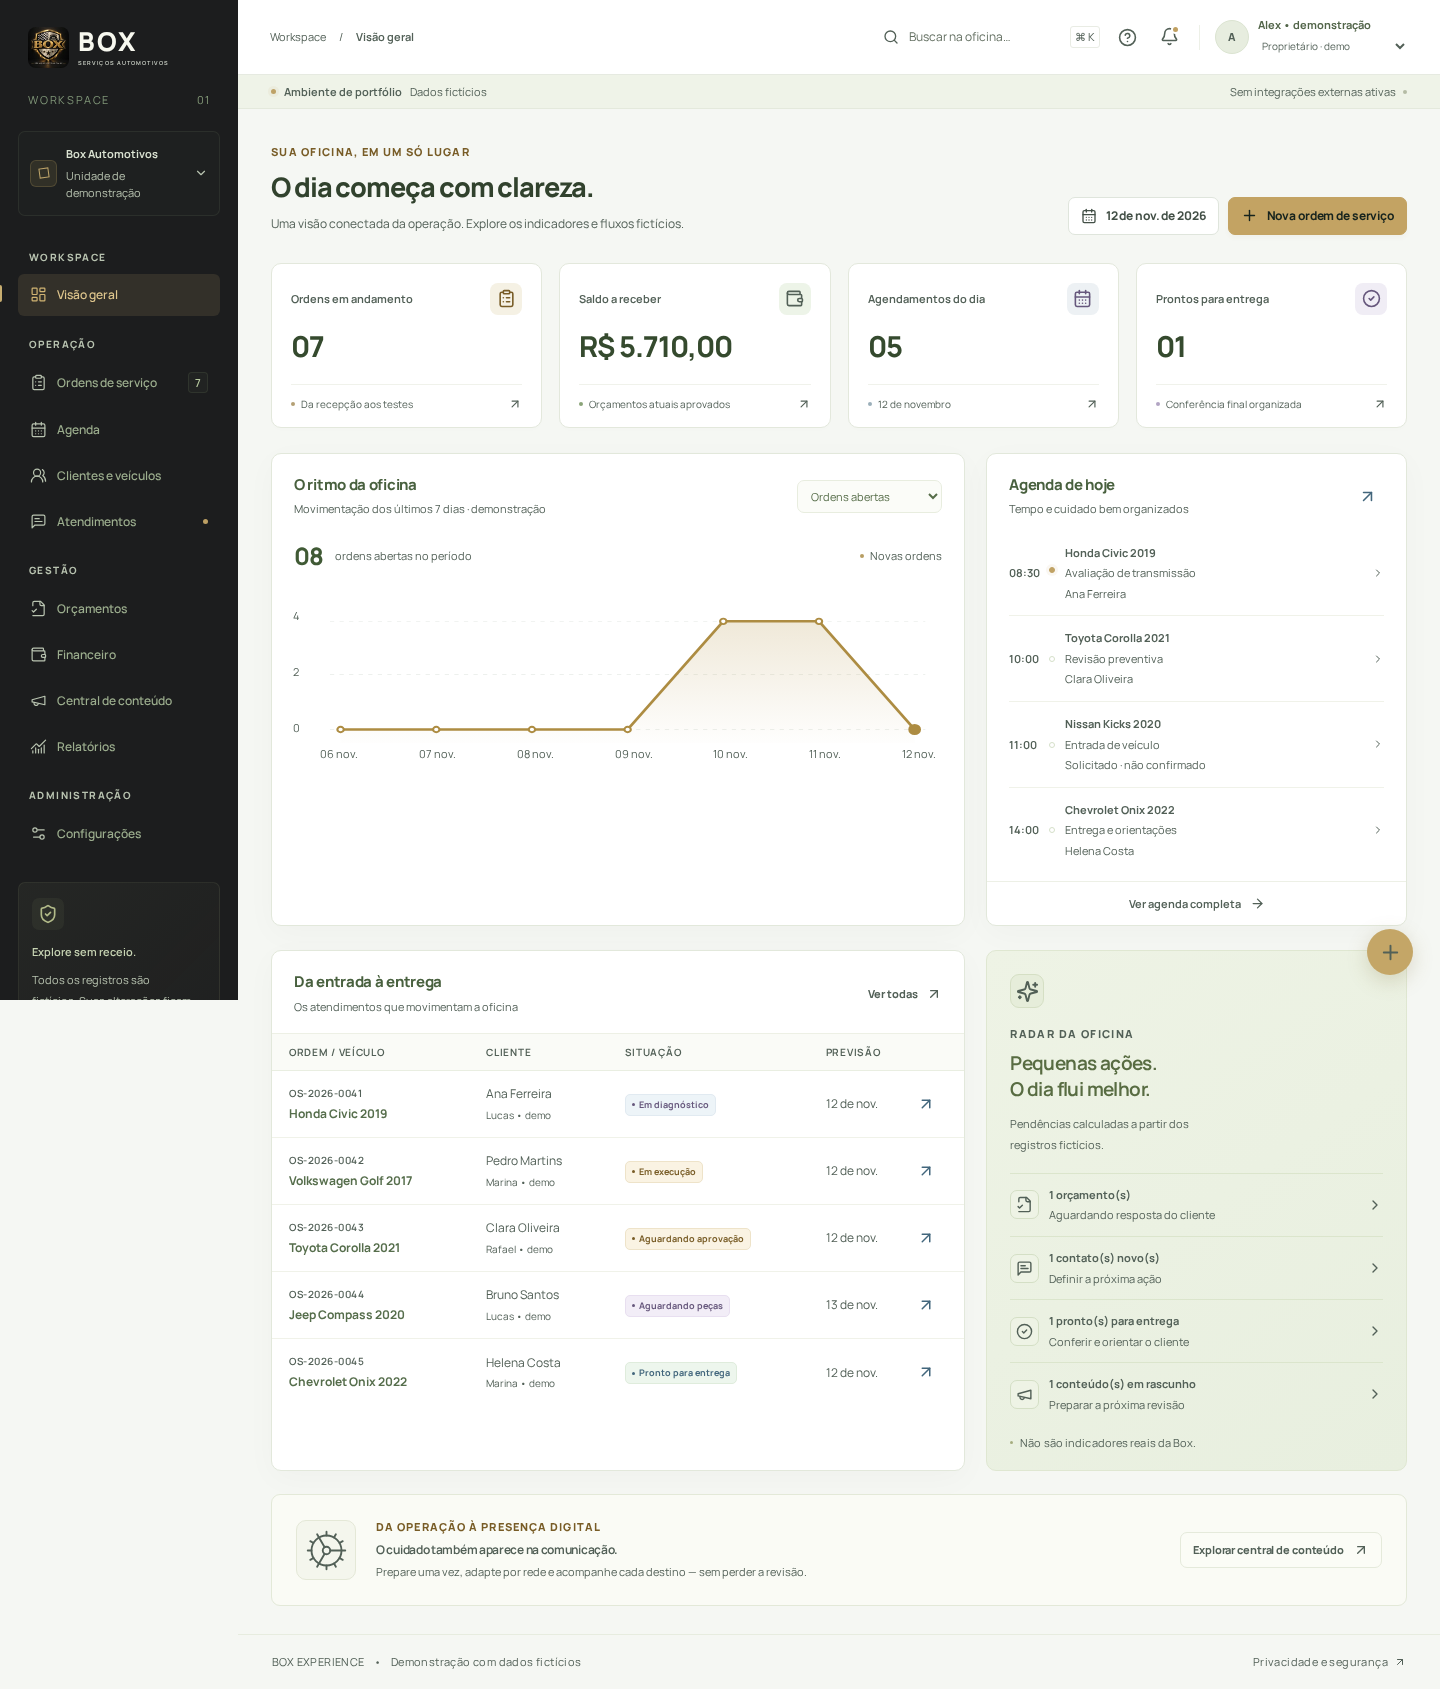 BOX
SERVIÇOS AUTOMOTIVOS
WORKSPACE 01
Box Automotivos
Unidade de
demonstração
WORKSPACE
Visão geral
OPERAÇÃO
Ordens de serviço 7
Agenda
Clientes e veículos
Atendimentos
GESTÃO
Orçamentos
Financeiro
Central de conteúdo
Relatórios
ADMINISTRAÇÃO
Configurações
Explore sem receio.
Todos os registros são
Workspace / Visão geral
Buscar na oficina...
⌘ K
A
Alex • demonstração
Proprietário · demo
Ambiente de portfólio Dados fictícios
Sem integrações externas ativas
SUA OFICINA, EM UM SÓ LUGAR
O dia começa com clareza.
Uma visão conectada da operação. Explore os indicadores e fluxos fictícios.
12 de nov. de 2026
Nova ordem de serviço
Ordens em andamento
07
Da recepção aos testes
Saldo a receber
R$ 5.710,00
Orçamentos atuais aprovados
Agendamentos do dia
05
12 de novembro
Prontos para entrega
01
Conferência final organizada
O ritmo da oficina
Movimentação dos últimos 7 dias · demonstração
Ordens abertas
08 ordens abertas no período
Novas ordens
4
2
0
06 nov. 07 nov. 08 nov. 09 nov. 10 nov. 11 nov. 12 nov.
Agenda de hoje
Tempo e cuidado bem organizados
08:30
Honda Civic 2019
Avaliação de transmissão
Ana Ferreira
10:00
Toyota Corolla 2021
Revisão preventiva
Clara Oliveira
11:00
Nissan Kicks 2020
Entrada de veículo
Solicitado · não confirmado
14:00
Chevrolet Onix 2022
Entrega e orientações
Helena Costa
Ver agenda completa
Da entrada à entrega
Os atendimentos que movimentam a oficina
Ver todas
ORDEM / VEÍCULO CLIENTE SITUAÇÃO PREVISÃO
OS-2026-0041
Honda Civic 2019
Ana Ferreira
Lucas • demo
Em diagnóstico
12 de nov.
OS-2026-0042
Volkswagen Golf 2017
Pedro Martins
Marina • demo
Em execução
12 de nov.
OS-2026-0043
Toyota Corolla 2021
Clara Oliveira
Rafael • demo
Aguardando aprovação
12 de nov.
OS-2026-0044
Jeep Compass 2020
Bruno Santos
Lucas • demo
Aguardando peças
13 de nov.
OS-2026-0045
Chevrolet Onix 2022
Helena Costa
Marina • demo
Pronto para entrega
12 de nov.
RADAR DA OFICINA
Pequenas ações.
O dia flui melhor.
Pendências calculadas a partir dos
registros fictícios.
1 orçamento(s)
Aguardando resposta do cliente
1 contato(s) novo(s)
Definir a próxima ação
1 pronto(s) para entrega
Conferir e orientar o cliente
1 conteúdo(s) em rascunho
Preparar a próxima revisão
Não são indicadores reais da Box.
DA OPERAÇÃO À PRESENÇA DIGITAL
O cuidado também aparece na comunicação.
Prepare uma vez, adapte por rede e acompanhe cada destino — sem perder a revisão.
Explorar central de conteúdo
BOX EXPERIENCE • Demonstração com dados fictícios
Privacidade e segurança